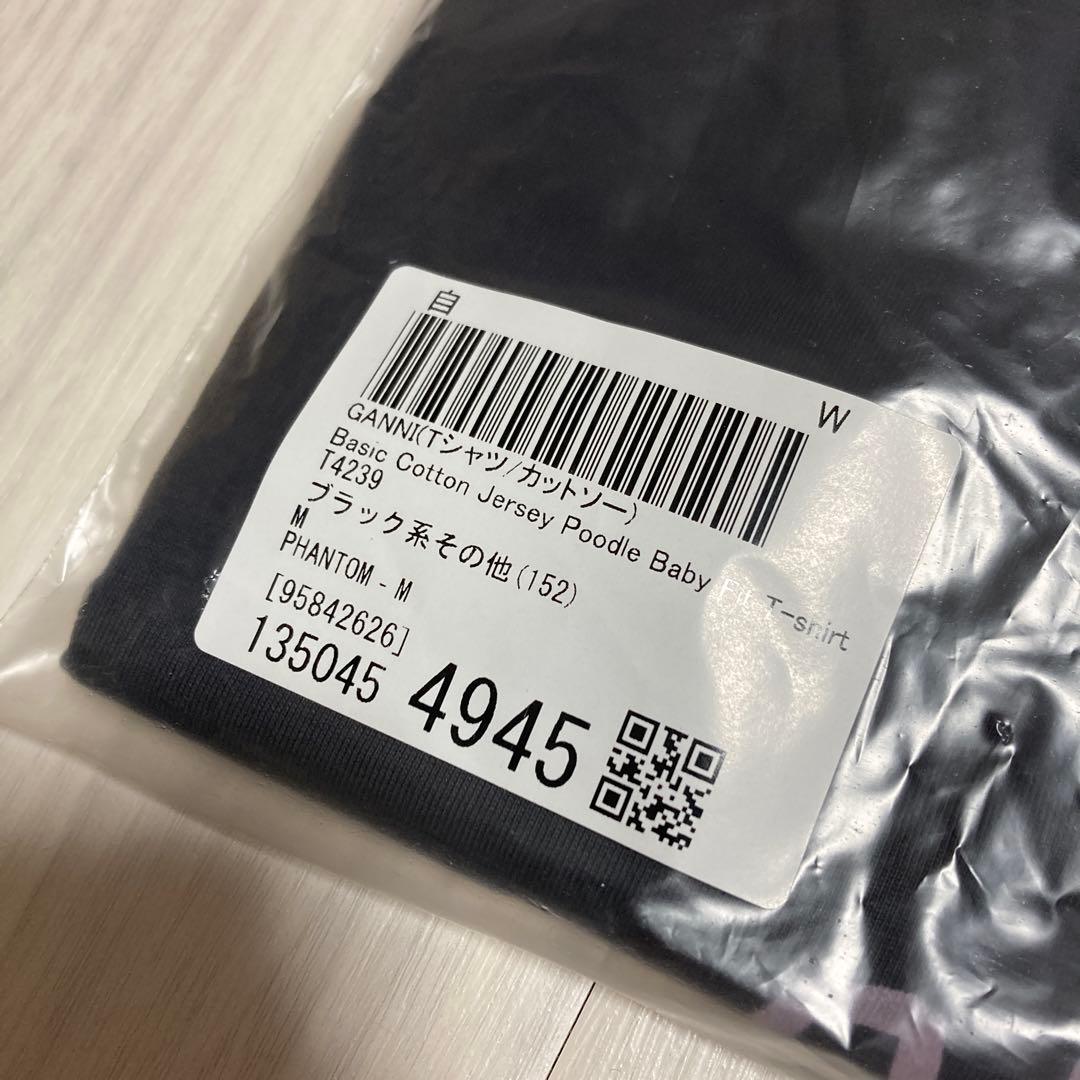 自
W
GANNI(Tシャツ/カットソー)
Basic Cotton Jersey Poodle Baby Fit T-shirt
T4239
ブラック系その他(152)
M
PHANTOM - M
[95842626]
135045 4945